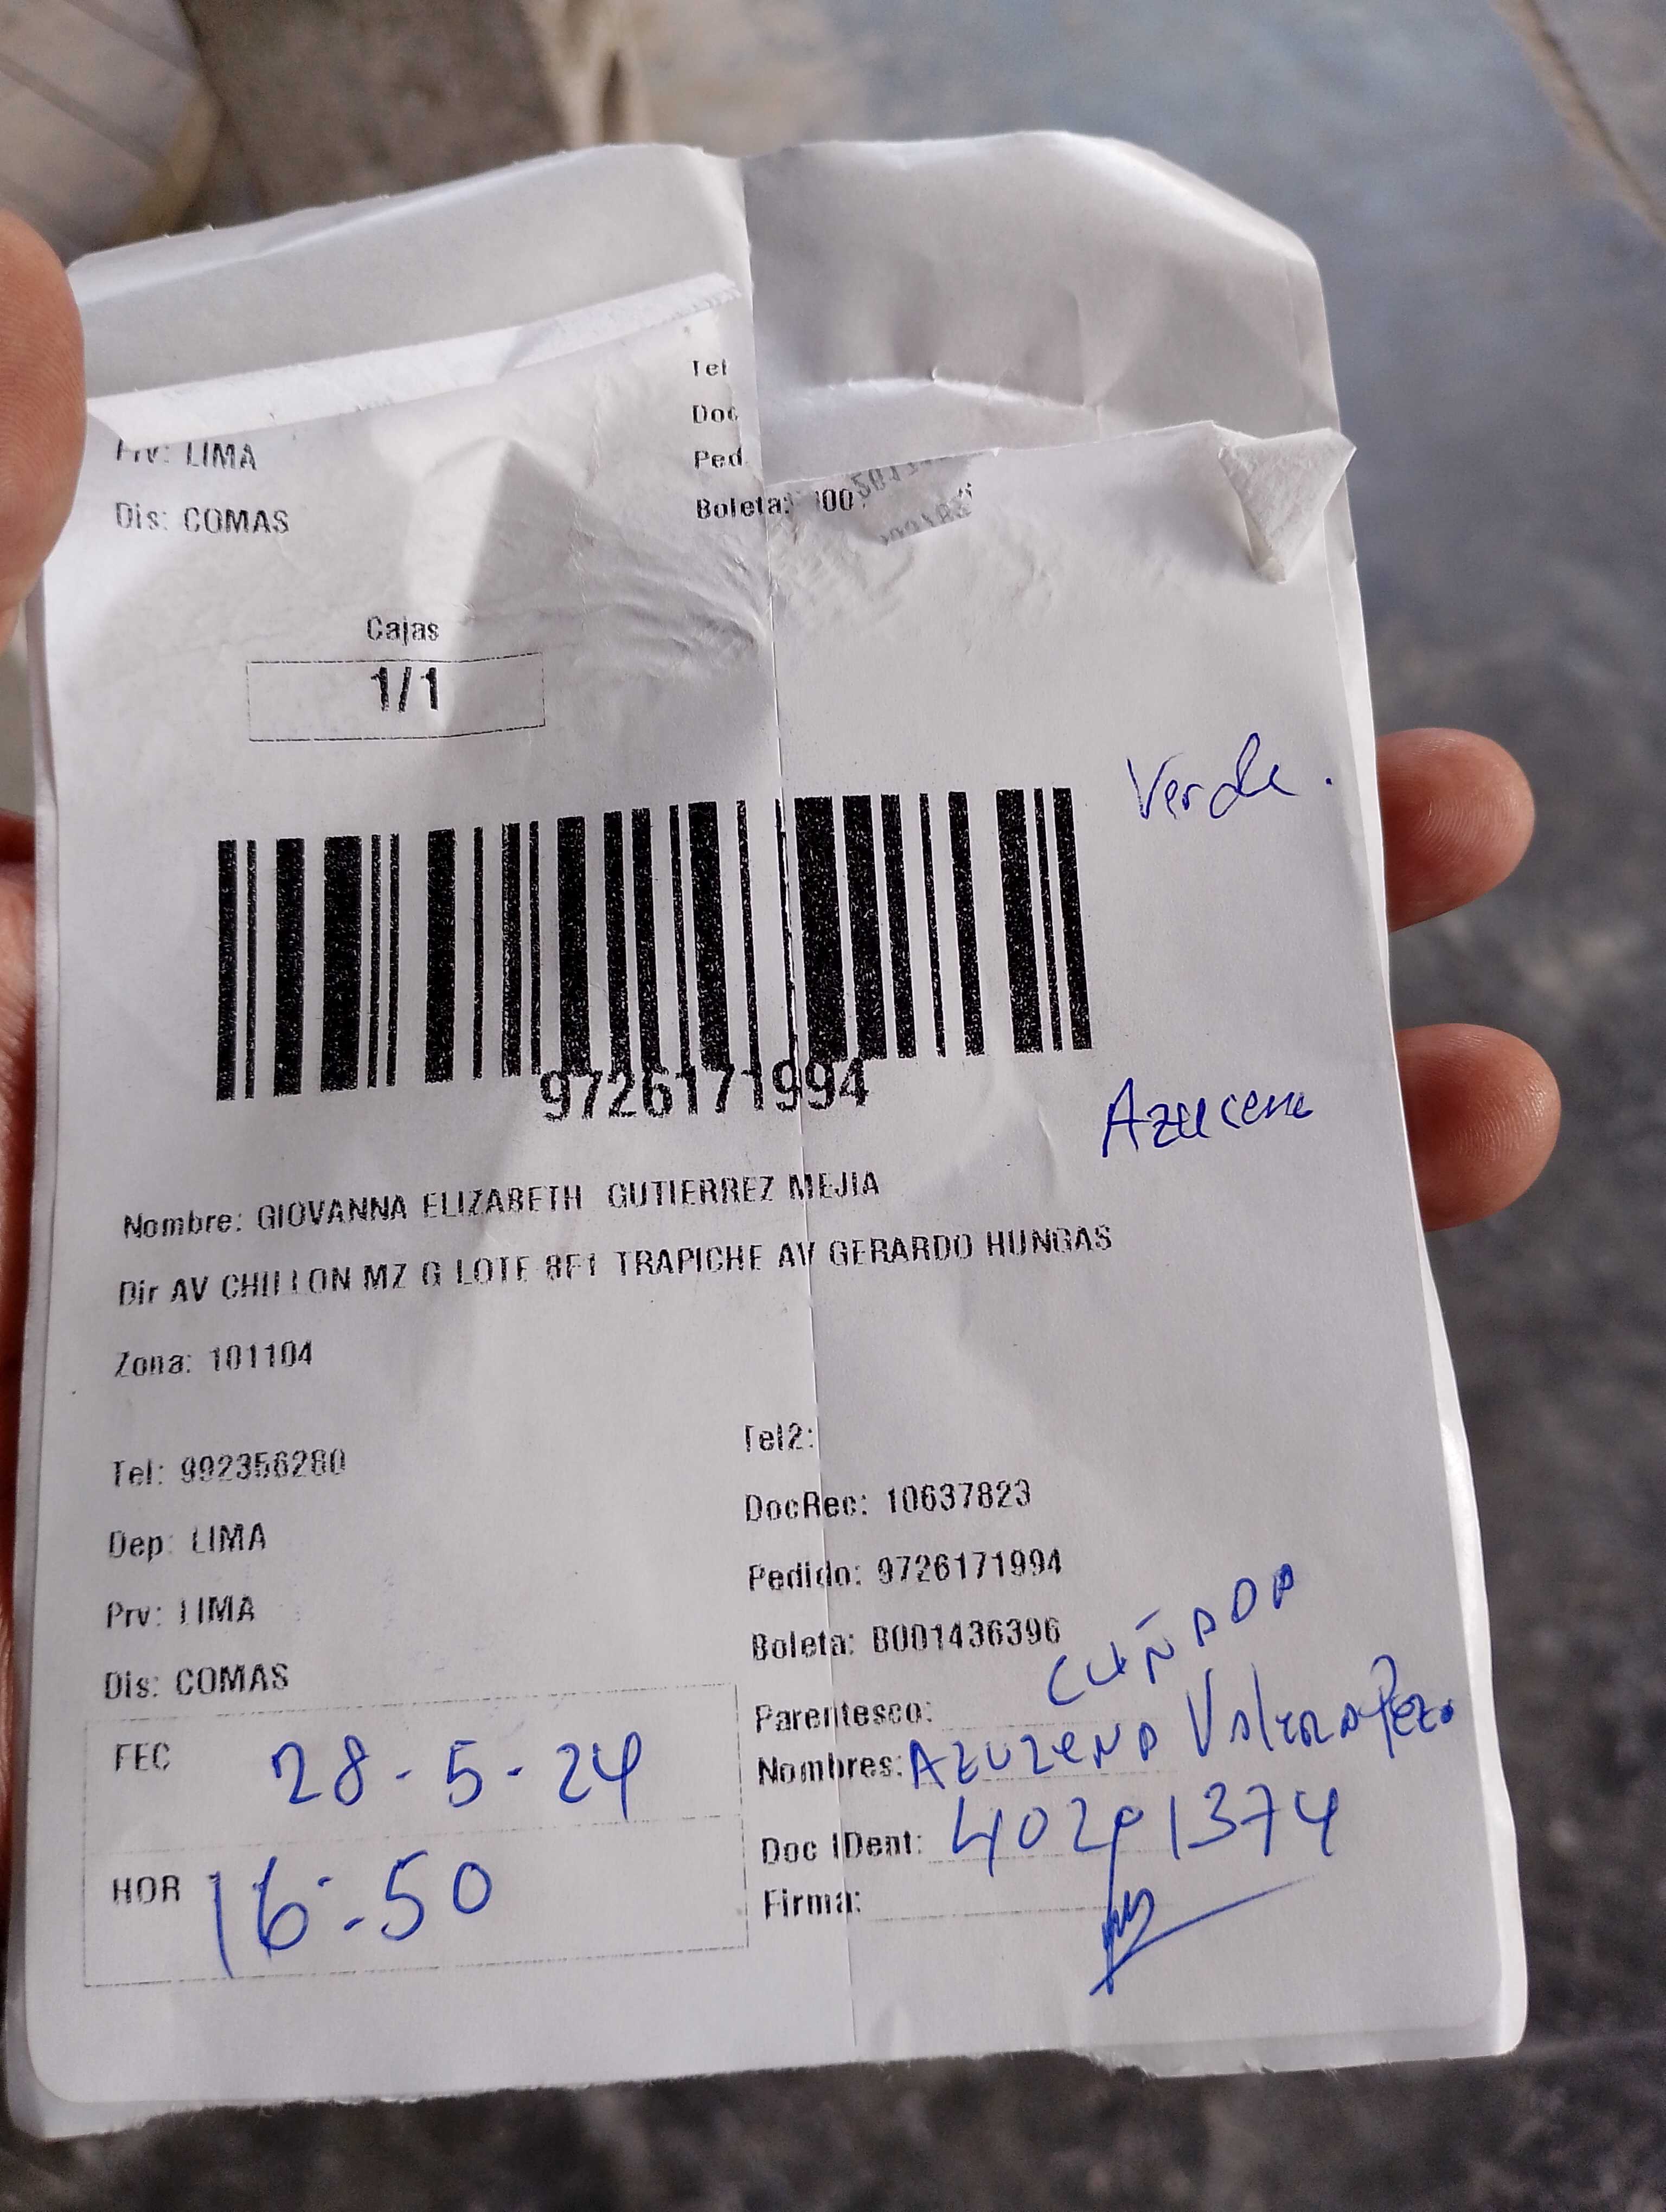 Tel
Doc
Prv: LIMA
Ped
Dis: COMAS
Boleta:
Cajas
1/1
Verde.
9726171994
Azucena
Nombre: GIOVANNA ELIZABETH GUTIERREZ MEJIA
Dir AV CHILLON MZ G LOTE 8F1 TRAPICHE AV GERARDO HUNGAS
Zona: 101104
Tel2:
Tel: 992356280
DocRec: 10637823
Dep: LIMA
Pedido: 9726171994
Prv: LIMA
Boleta: B001436396
Dis: COMAS
Parentesco: CUÑADA
FEC 28-5-24
Nombres: AZUZENA
Doc IDent:
HOR 16:50
Firma: